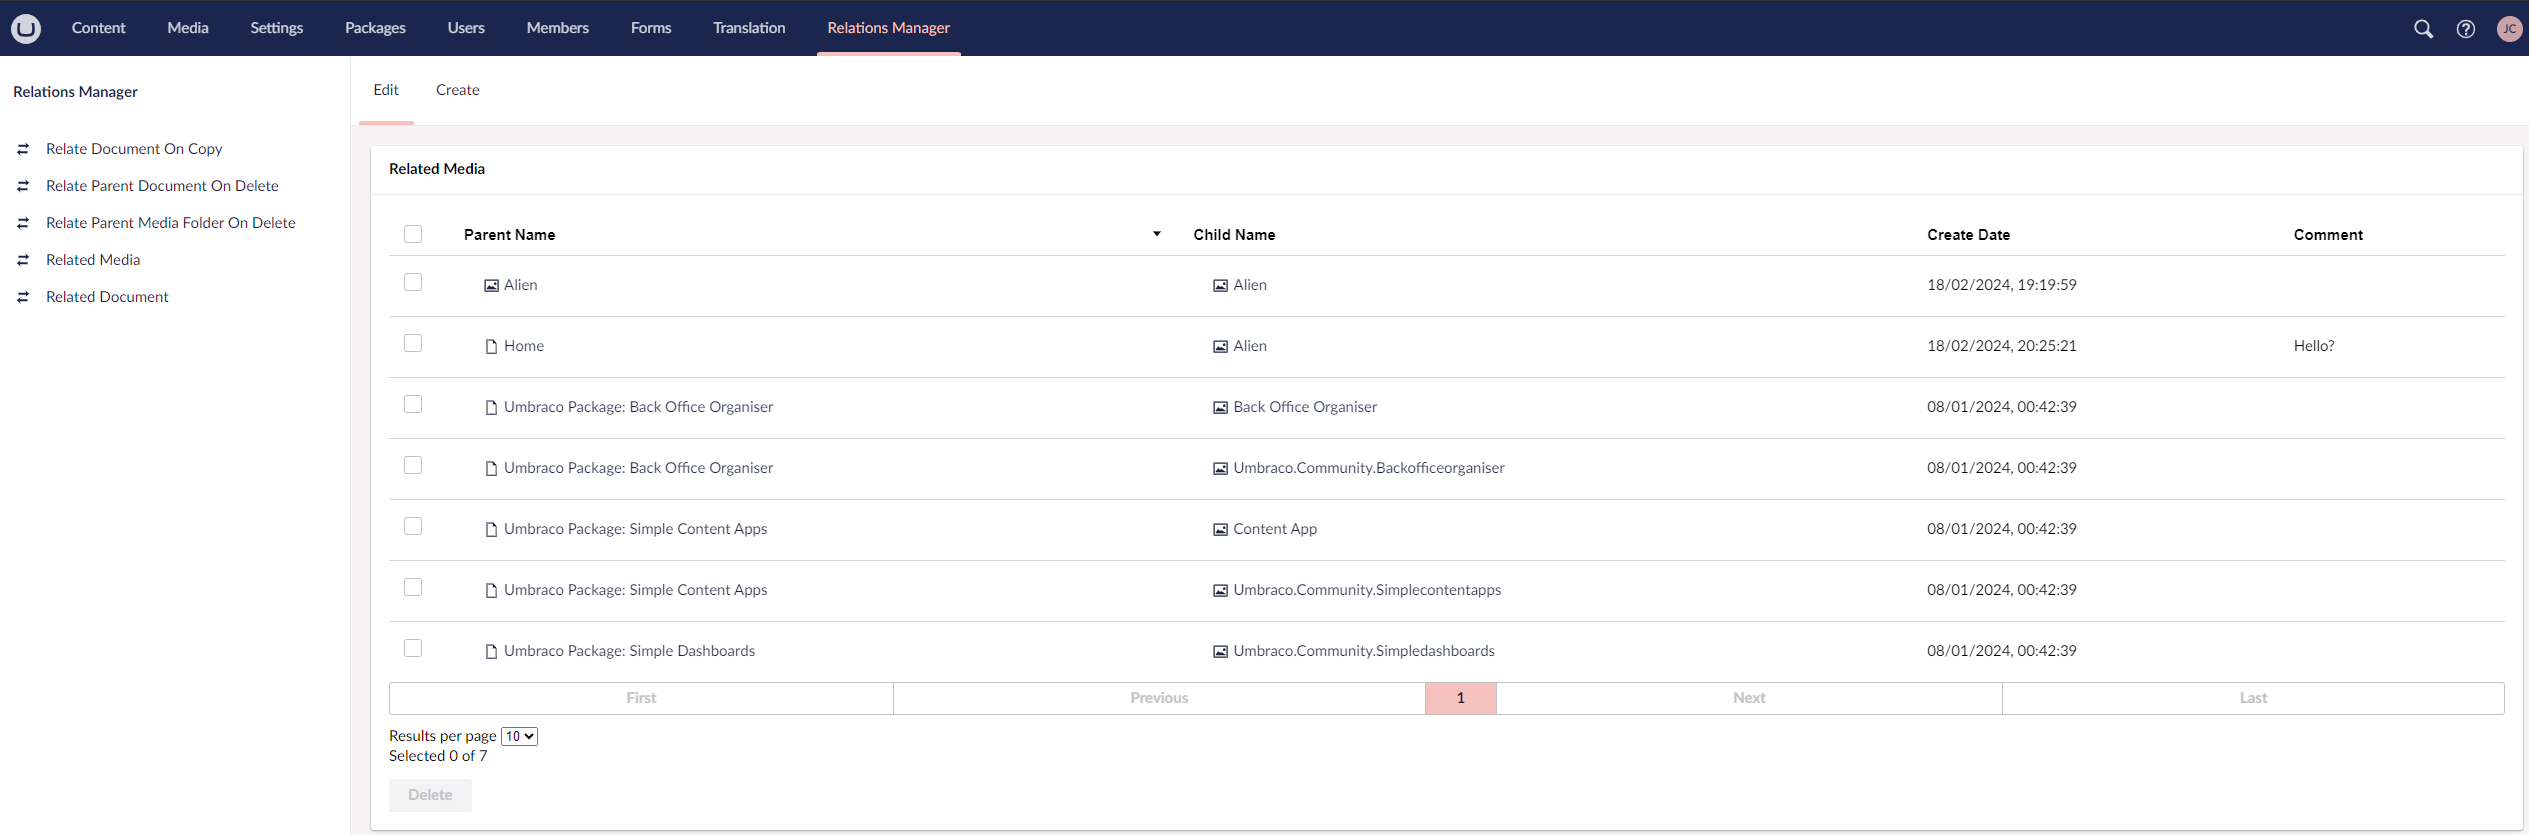 Content Media Settings Packages Users Members Forms Translation Relations Manager JC
Relations Manager
Relate Document On Copy
Relate Parent Document On Delete
Relate Parent Media Folder On Delete
Related Media
Related Document
Edit Create
Related Media
Parent Name Child Name Create Date Comment
Alien Alien 18/02/2024, 19:19:59
Home Alien 18/02/2024, 20:25:21 Hello?
Umbraco Package: Back Office Organiser Back Office Organiser 08/01/2024, 00:42:39
Umbraco Package: Back Office Organiser Umbraco.Community.Backofficeorganiser 08/01/2024, 00:42:39
Umbraco Package: Simple Content Apps Content App 08/01/2024, 00:42:39
Umbraco Package: Simple Content Apps Umbraco.Community.Simplecontentapps 08/01/2024, 00:42:39
Umbraco Package: Simple Dashboards Umbraco.Community.Simpledashboards 08/01/2024, 00:42:39
First Previous 1 Next Last
Results per page 10
Selected 0 of 7
Delete